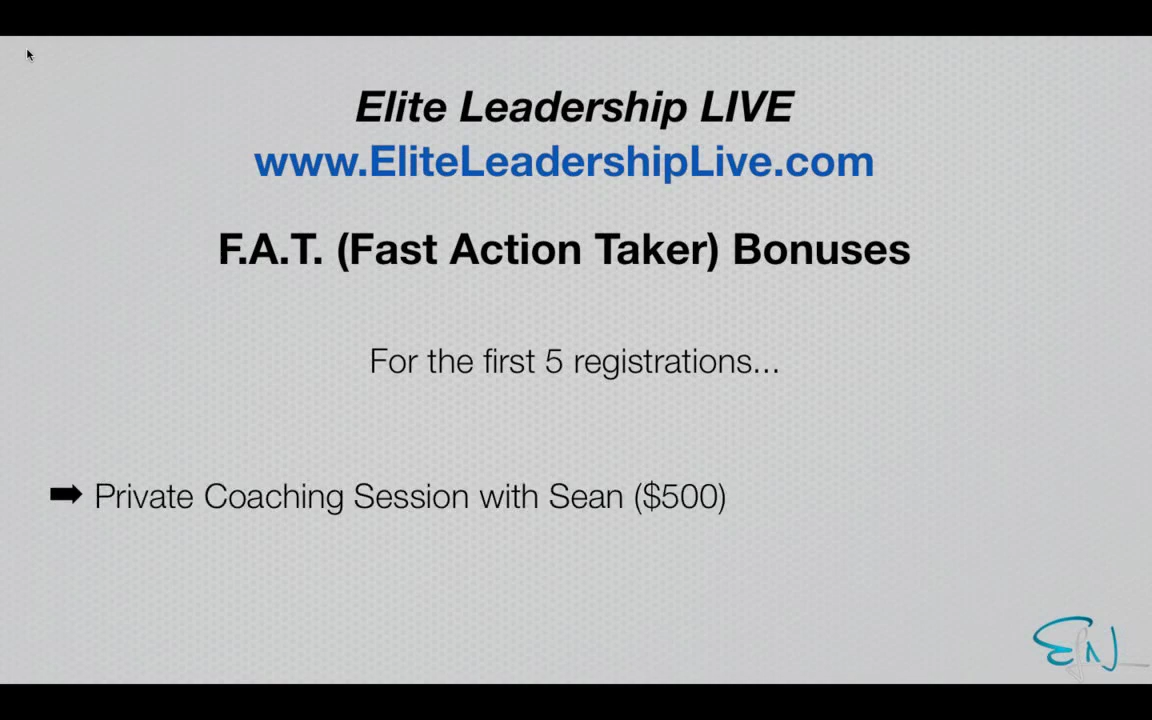 Elite Leadership LIVE
www.EliteLeadershipLive.com
F.A.T. (Fast Action Taker) Bonuses
For the first 5 registrations...
➡ Private Coaching Session with Sean ($500)